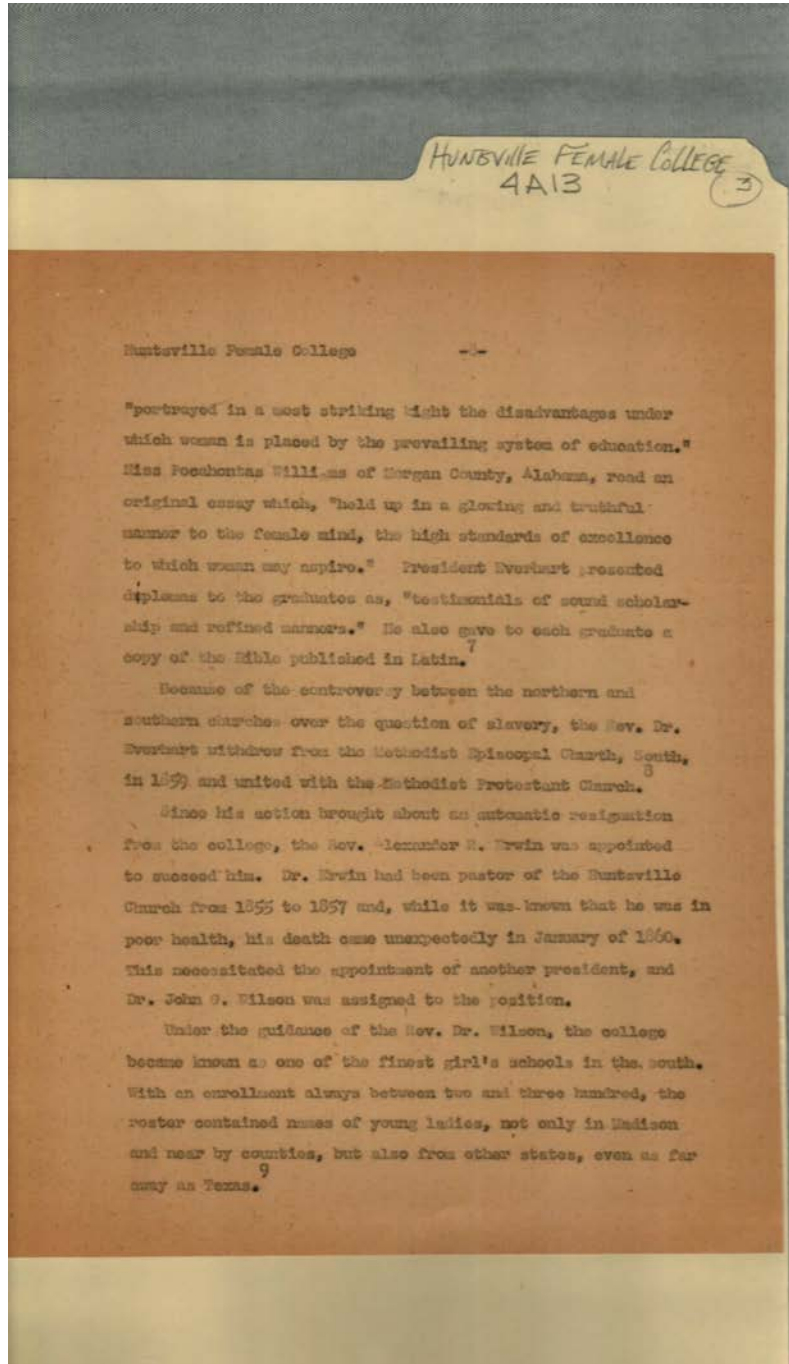 HUNTSVILLE FEMALE COLLEGE
4A13
3
Huntsville Female College
"portrayed in a most striking light the disadvantages under
which woman is placed by the prevailing system of education."
Miss Pocahontas Williams of Morgan County, Alabama, read an
original essay which, "held up in a glowing and truthful
manner to the female mind, the high standards of excellence
to which woman may aspire." President Everhart presented
diplomas to the graduates as, "testimonials of sound scholar-
ship and refined manners." He also gave to each graduate a
copy of the Bible published in Latin.7
Because of the controversy between the northern and
southern churches over the question of slavery, the Rev. Dr.
Everhart withdrew from the Methodist Episcopal Church, South,
in 1859 and united with the Methodist Protestant Church.8
Since his action brought about an automatic resignation
from the college, the Rev. Alexander R. Erwin was appointed
to succeed him. Dr. Erwin had been pastor of the Huntsville
Church from 1855 to 1857 and, while it was known that he was in
poor health, his death came unexpectedly in January of 1860.
This necessitated the appointment of another president, and
Dr. John G. Wilson was assigned to the position.
Under the guidance of the Rev. Dr. Wilson, the college
became known as one of the finest girl's schools in the south.
With an enrollment always between two and three hundred, the
roster contained names of young ladies, not only in Madison
and near by counties, but also from other states, even as far
away as Texas.9